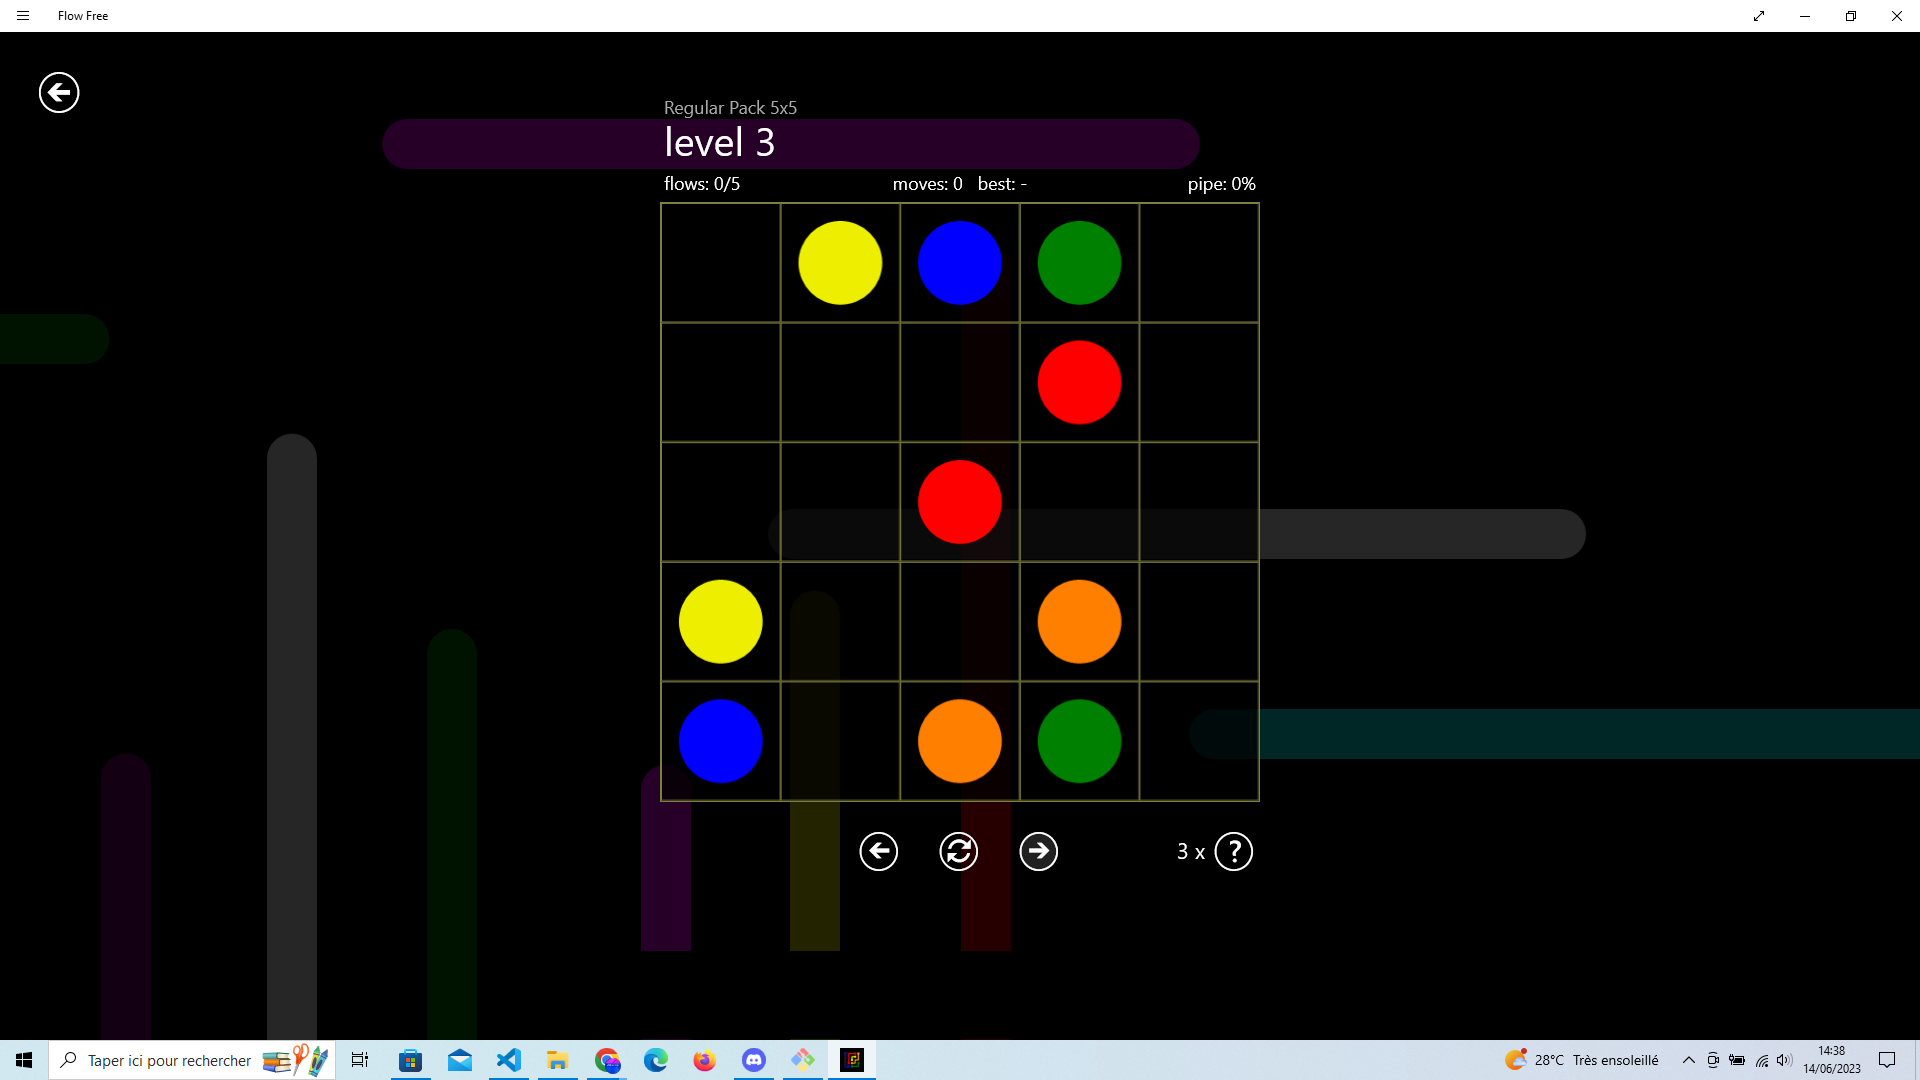 Flow Free
Regular Pack 5x5
level 3
flows: 0/5 moves: 0 best: - pipe: 0%
3 x ?
Taper ici pour rechercher
28°C Très ensoleillé
14:38
14/06/2023